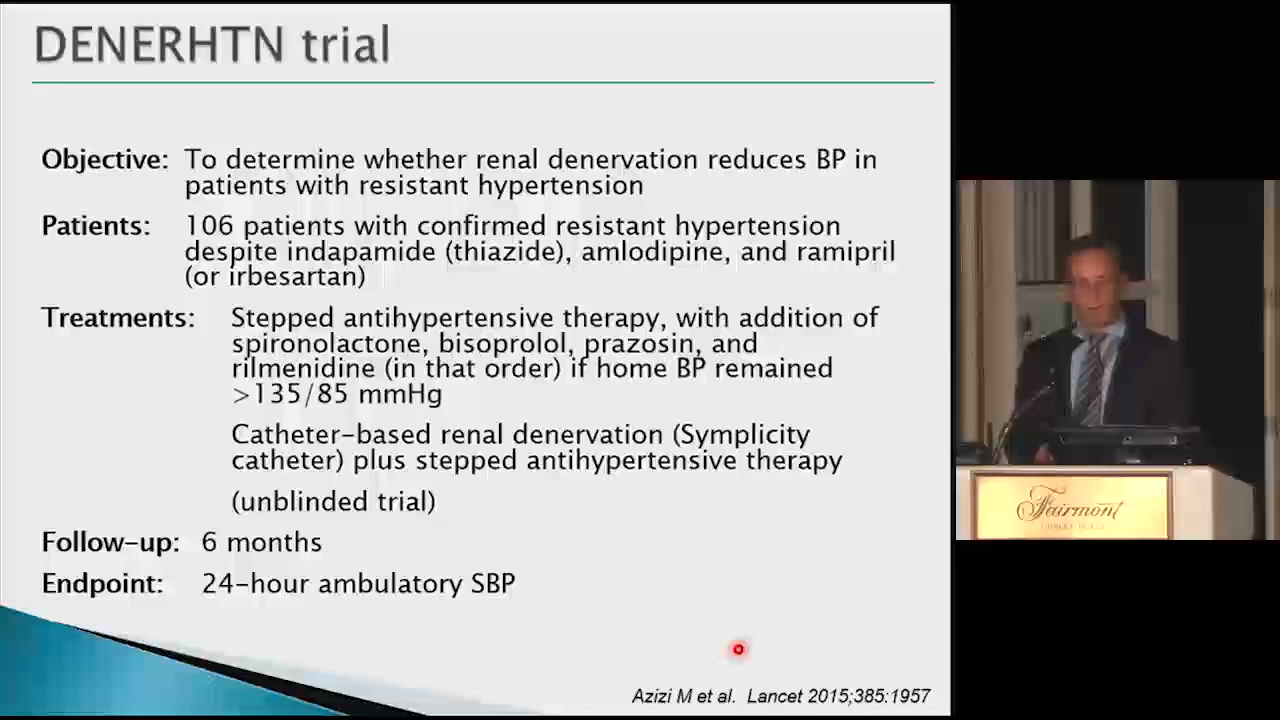 DENERHTN trial
Objective: To determine whether renal denervation reduces BP in
patients with resistant hypertension
Patients: 106 patients with confirmed resistant hypertension
despite indapamide (thiazide), amlodipine, and ramipril
(or irbesartan)
Treatments: Stepped antihypertensive therapy, with addition of
spironolactone, bisoprolol, prazosin, and
rilmenidine (in that order) if home BP remained
>135/85 mmHg
Catheter-based renal denervation (Symplicity
catheter) plus stepped antihypertensive therapy
(unblinded trial)
Follow-up: 6 months
Endpoint: 24-hour ambulatory SBP
Azizi M et al. Lancet 2015;385:1957
Fairmont